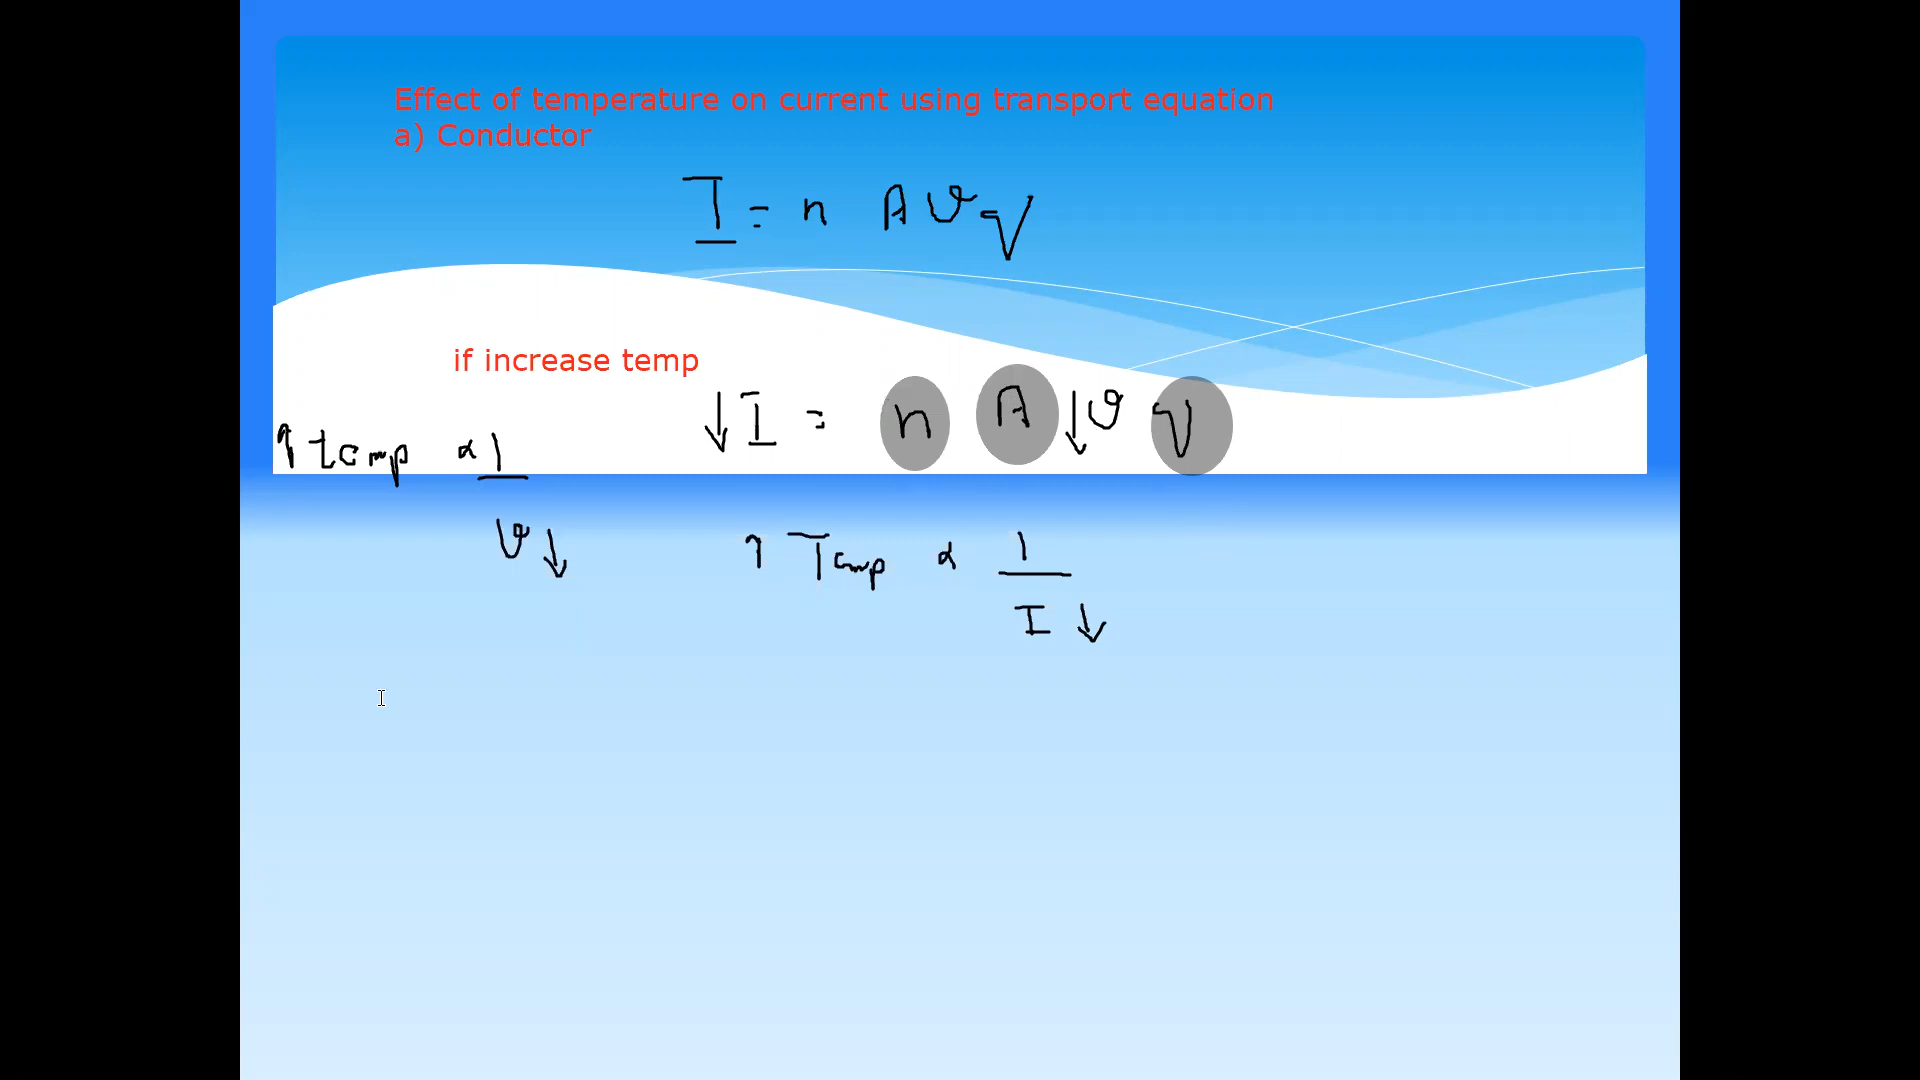 Effect of temperature on current using transport equation
a) Conductor
I = n A v q
if increase temp
↓ I = n A ↓ v q
↑ temp ∝ 1
v ↓
↑ Temp ∝ 1
I ↓